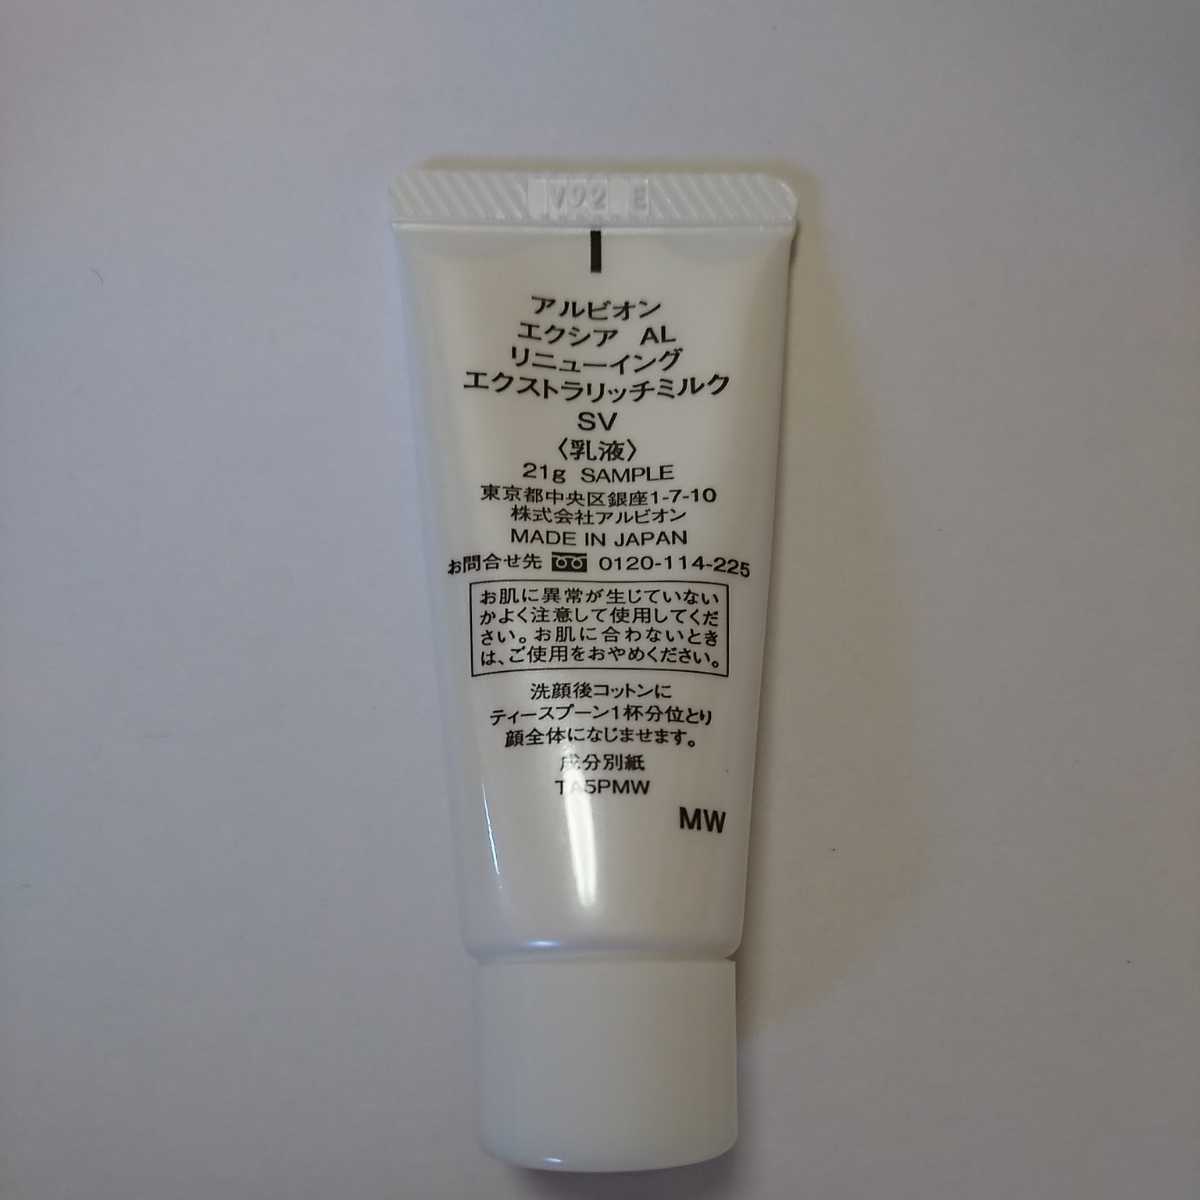 V92 E
アルビオン
エクシア AL
リニューイング
エクストラリッチミルク
SV
〈乳液〉
21g SAMPLE
東京都中央区銀座1-7-10
株式会社アルビオン
MADE IN JAPAN
お問合せ先 0120-114-225
お肌に異常が生じていない
かよく注意して使用してくだ
さい。お肌に合わないとき
は、ご使用をおやめください。
洗顔後コットンに
ティースプーン1杯分位とり
顔全体になじませます。
成分別紙
TA5PMW
MW